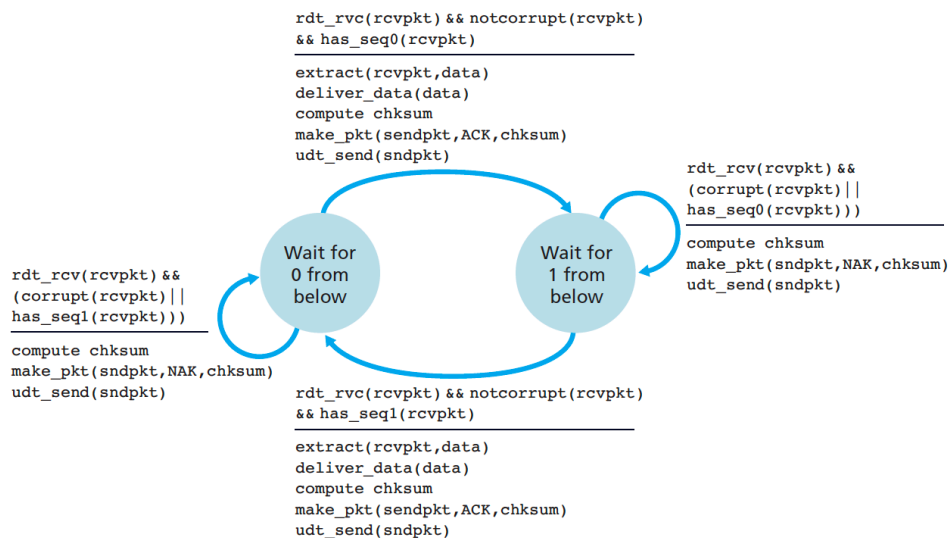 rdt_rvc(rcvpkt) && notcorrupt(rcvpkt)
&& has_seq0(rcvpkt)
extract(rcvpkt,data)
deliver_data(data)
compute chksum
make_pkt(sendpkt,ACK,chksum)
udt_send(sndpkt)
rdt_rcv(rcvpkt) &&
(corrupt(rcvpkt)||
has_seq0(rcvpkt)))
compute chksum
make_pkt(sndpkt,NAK,chksum)
udt_send(sndpkt)
Wait for
0 from
below
Wait for
1 from
below
rdt_rcv(rcvpkt) &&
(corrupt(rcvpkt)||
has_seq1(rcvpkt)))
compute chksum
make_pkt(sndpkt,NAK,chksum)
udt_send(sndpkt)
rdt_rvc(rcvpkt) && notcorrupt(rcvpkt)
&& has_seq1(rcvpkt)
extract(rcvpkt,data)
deliver_data(data)
compute chksum
make_pkt(sendpkt,ACK,chksum)
udt_send(sndpkt)